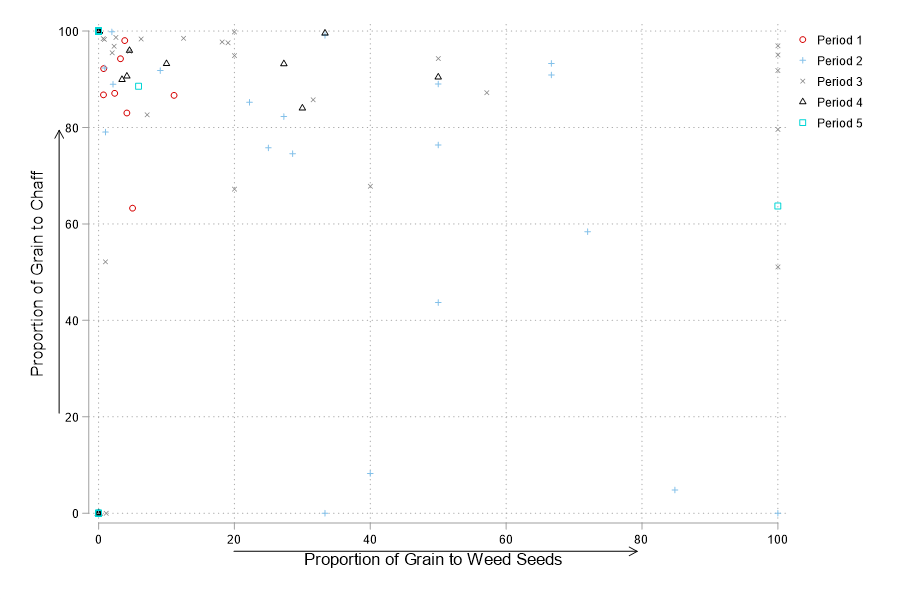 100
80
60
40
20
0
Proportion of Grain to Chaff
0 20 40 60 80 100
Proportion of Grain to Weed Seeds
Period 1
Period 2
Period 3
Period 4
Period 5